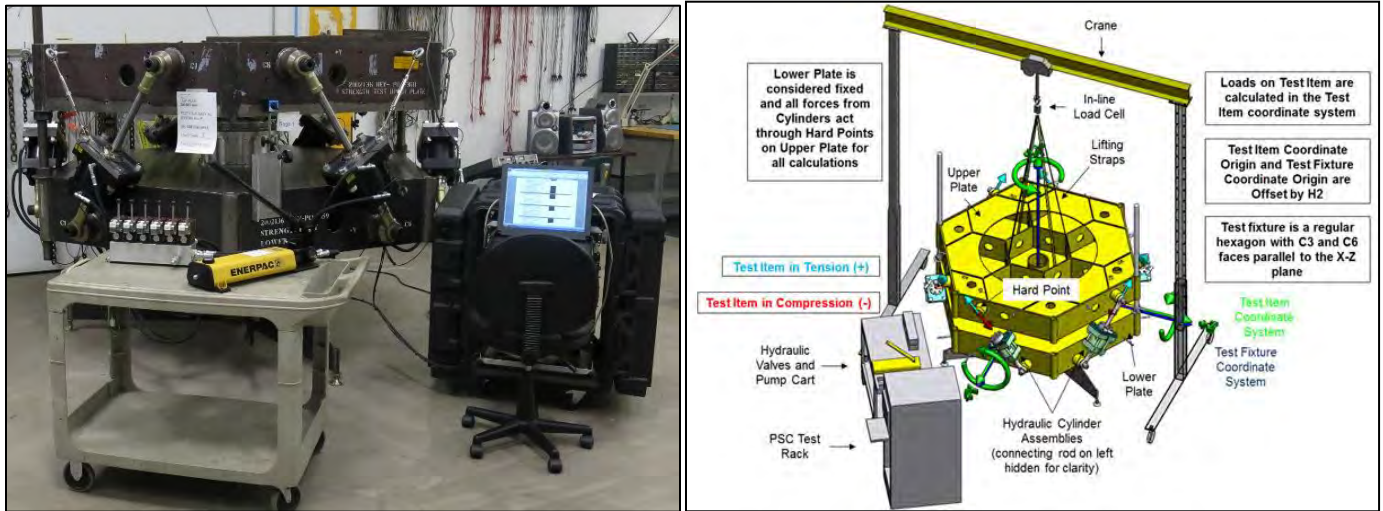 ENERPAC
LOWER
Crane
Lower Plate is
considered fixed
and all forces from
Cylinders act
through Hard Points
on Upper Plate for
all calculations
In-line
Load Cell
Loads on Test Item are
calculated in the Test
Item coordinate system
Lifting
Straps
Upper
Plate
Test Item Coordinate
Origin and Test Fixture
Coordinate Origin are
Offset by H2
Test fixture is a regular
hexagon with C3 and C6
faces parallel to the X-Z
plane
Test Item in Tension (+)
Test Item in Compression (-)
Hard Point
Test Item
Coordinate
System
Test Fixture
Coordinate
System
Hydraulic
Valves and
Pump Cart
Lower
Plate
PSC Test
Rack
Hydraulic Cylinder
Assemblies
(connecting rod on left
hidden for clarity)